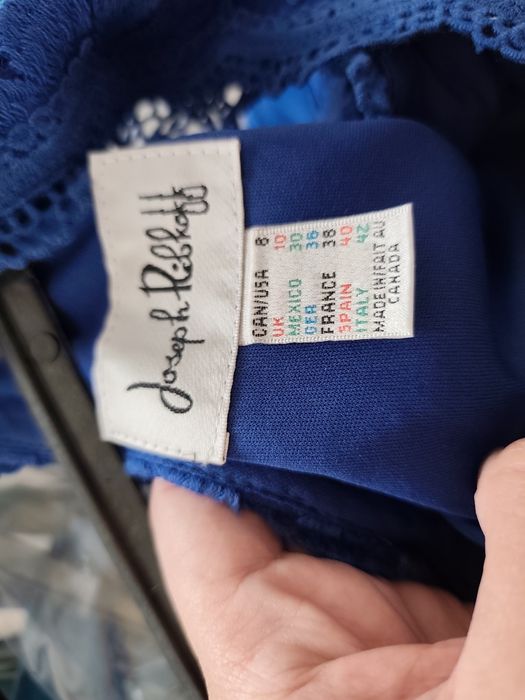 Joseph Ribkoff
CAN/USA 8
UK 10
MEXICO 30
GER 36
FRANCE 38
SPAIN 40
ITALY 42
MADE IN/FAIT AU
CANADA